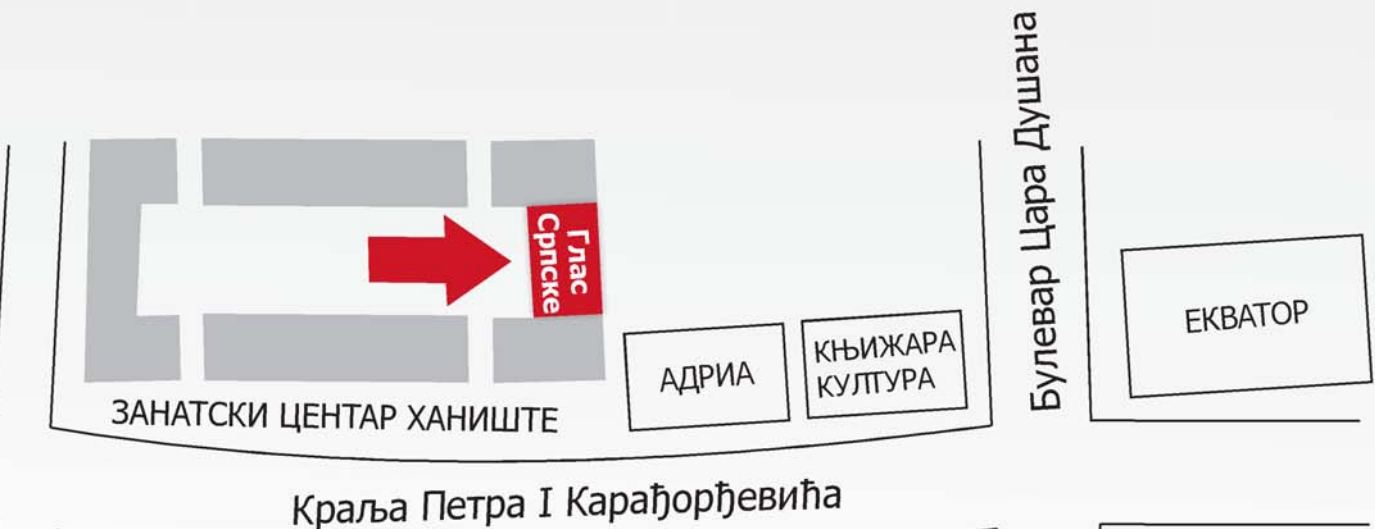 Глас
Српске
ЗАНАТСКИ ЦЕНТАР ХАНИШТЕ
АДРИА
КЊИЖАРА
КУЛТУРА
Булевар Цара Душана
ЕКВАТОР
Краља Петра I Карађорђевића